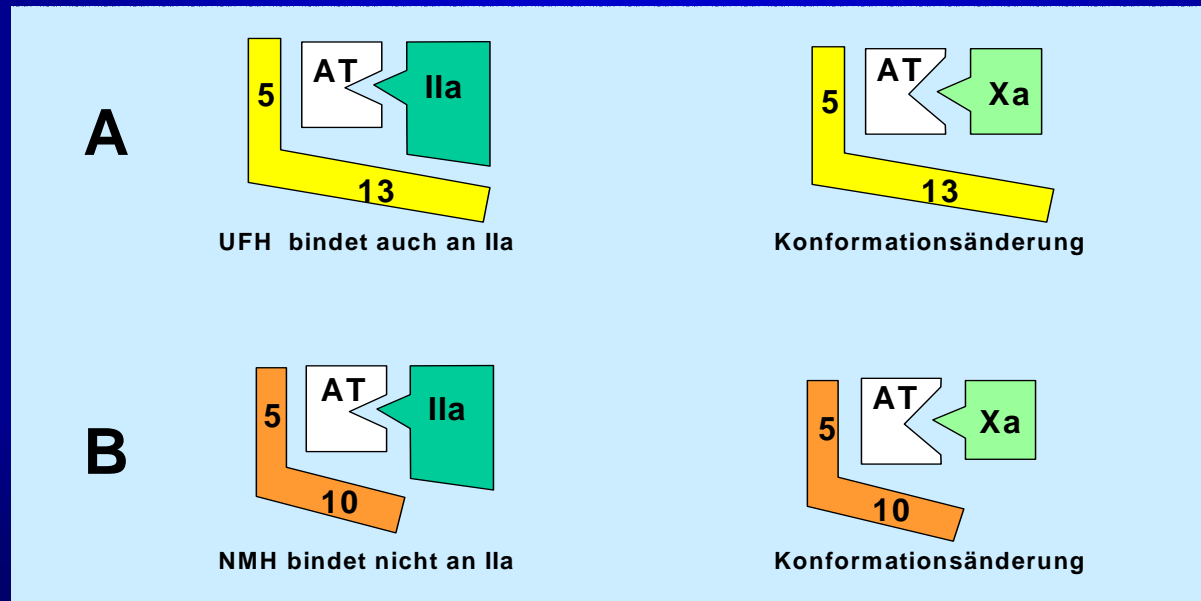 A
5
AT
IIa
13
UFH bindet auch an IIa
5
AT
Xa
13
Konformationsänderung
B
5
AT
IIa
10
NMH bindet nicht an IIa
5
AT
Xa
10
Konformationsänderung